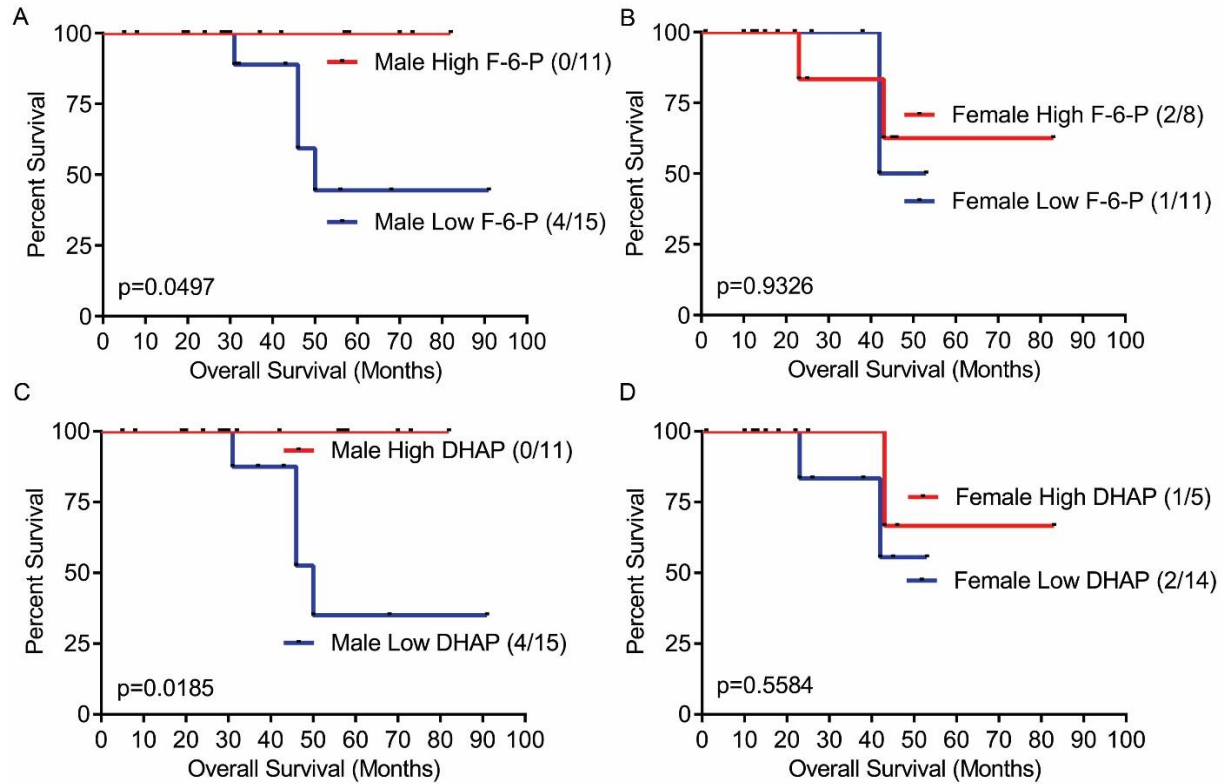 A
Percent Survival
100
75
50
25
0
Male High F-6-P (0/11)
Male Low F-6-P (4/15)
p=0.0497
0 10 20 30 40 50 60 70 80 90 100
Overall Survival (Months)
B
Percent Survival
100
75
50
25
0
Female High F-6-P (2/8)
Female Low F-6-P (1/11)
p=0.9326
0 10 20 30 40 50 60 70 80 90 100
Overall Survival (Months)
C
Percent Survival
100
75
50
25
0
Male High DHAP (0/11)
Male Low DHAP (4/15)
p=0.0185
0 10 20 30 40 50 60 70 80 90 100
Overall Survival (Months)
D
Percent Survival
100
75
50
25
0
Female High DHAP (1/5)
Female Low DHAP (2/14)
p=0.5584
0 10 20 30 40 50 60 70 80 90 100
Overall Survival (Months)